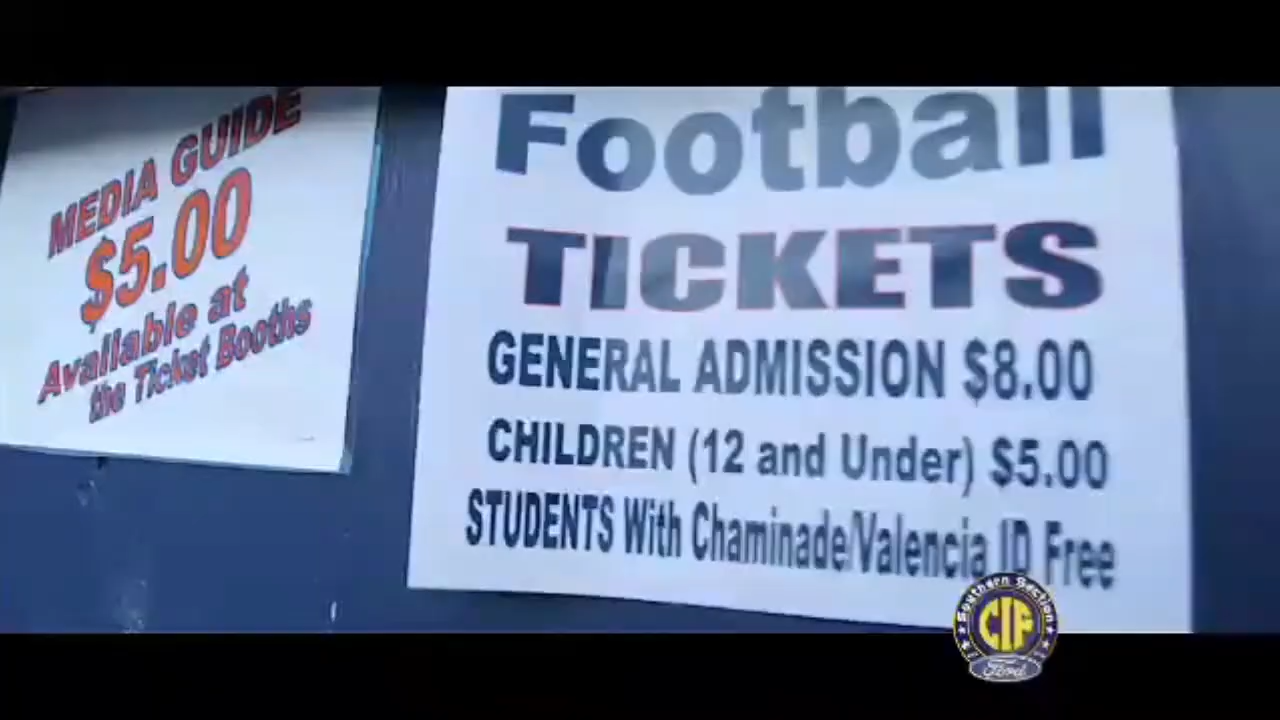 MEDIA GUIDE
$5.00
Available at
the Ticket Booths
Football
TICKETS
GENERAL ADMISSION $8.00
CHILDREN (12 and Under) $5.00
STUDENTS With Chaminade/Valencia ID Free
Southern Section
CIF
Ford